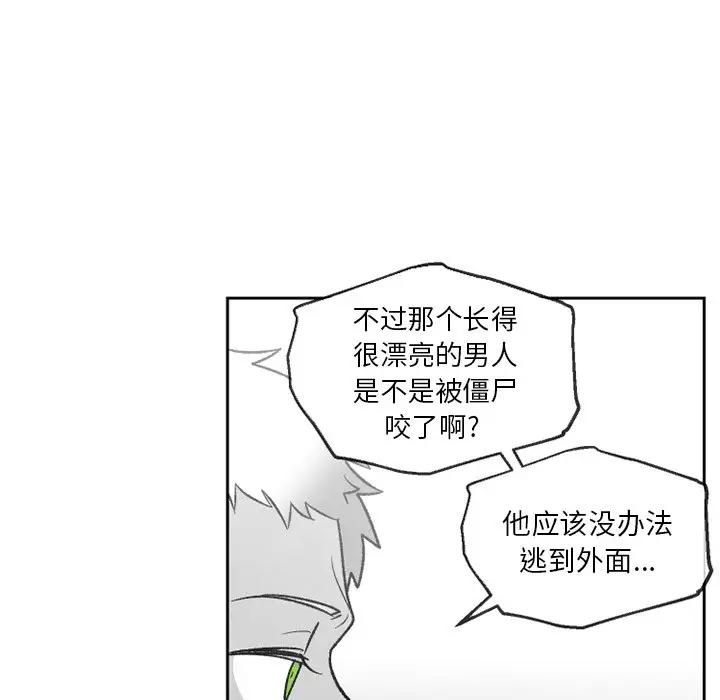 不过那个长得
很漂亮的男人
是不是被僵尸
咬了啊?
他应该没办法
逃到外面...